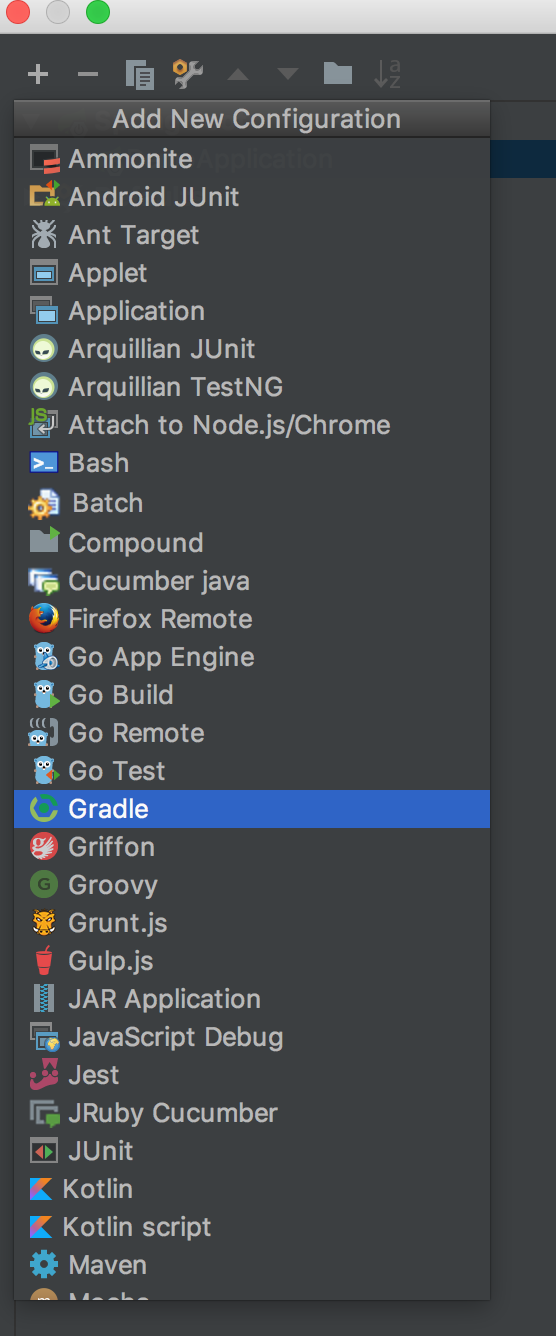 Add New Configuration
Ammonite
Android JUnit
Ant Target
Applet
Application
Arquillian JUnit
Arquillian TestNG
Attach to Node.js/Chrome
Bash
Batch
Compound
Cucumber java
Firefox Remote
Go App Engine
Go Build
Go Remote
Go Test
Gradle
Griffon
Groovy
Grunt.js
Gulp.js
JAR Application
JavaScript Debug
Jest
JRuby Cucumber
JUnit
Kotlin
Kotlin script
Maven